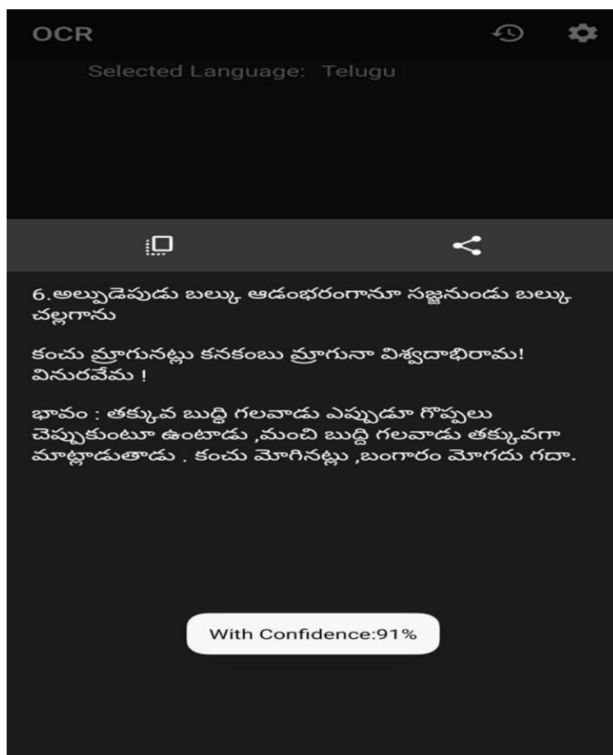 OCR
Selected Language: Telugu
6.అల్పుడెపుడు బల్కు ఆడంభరంగానూ సజ్జనుండు బల్కు
చల్లగాను
కంచు మ్రాగునట్లు కనకంబు మ్రాగునా విశ్వదాభిరామ!
వినురవేమ !
భావం : తక్కువ బుద్ధి గలవాడు ఎప్పుడూ గొప్పలు
చెప్పుకుంటూ ఉంటాడు ,మంచి బుద్ది గలవాడు తక్కువగా
మాట్లాడుతాడు . కంచు మోగినట్లు ,బంగారం మోగదు గదా.
With Confidence:91%